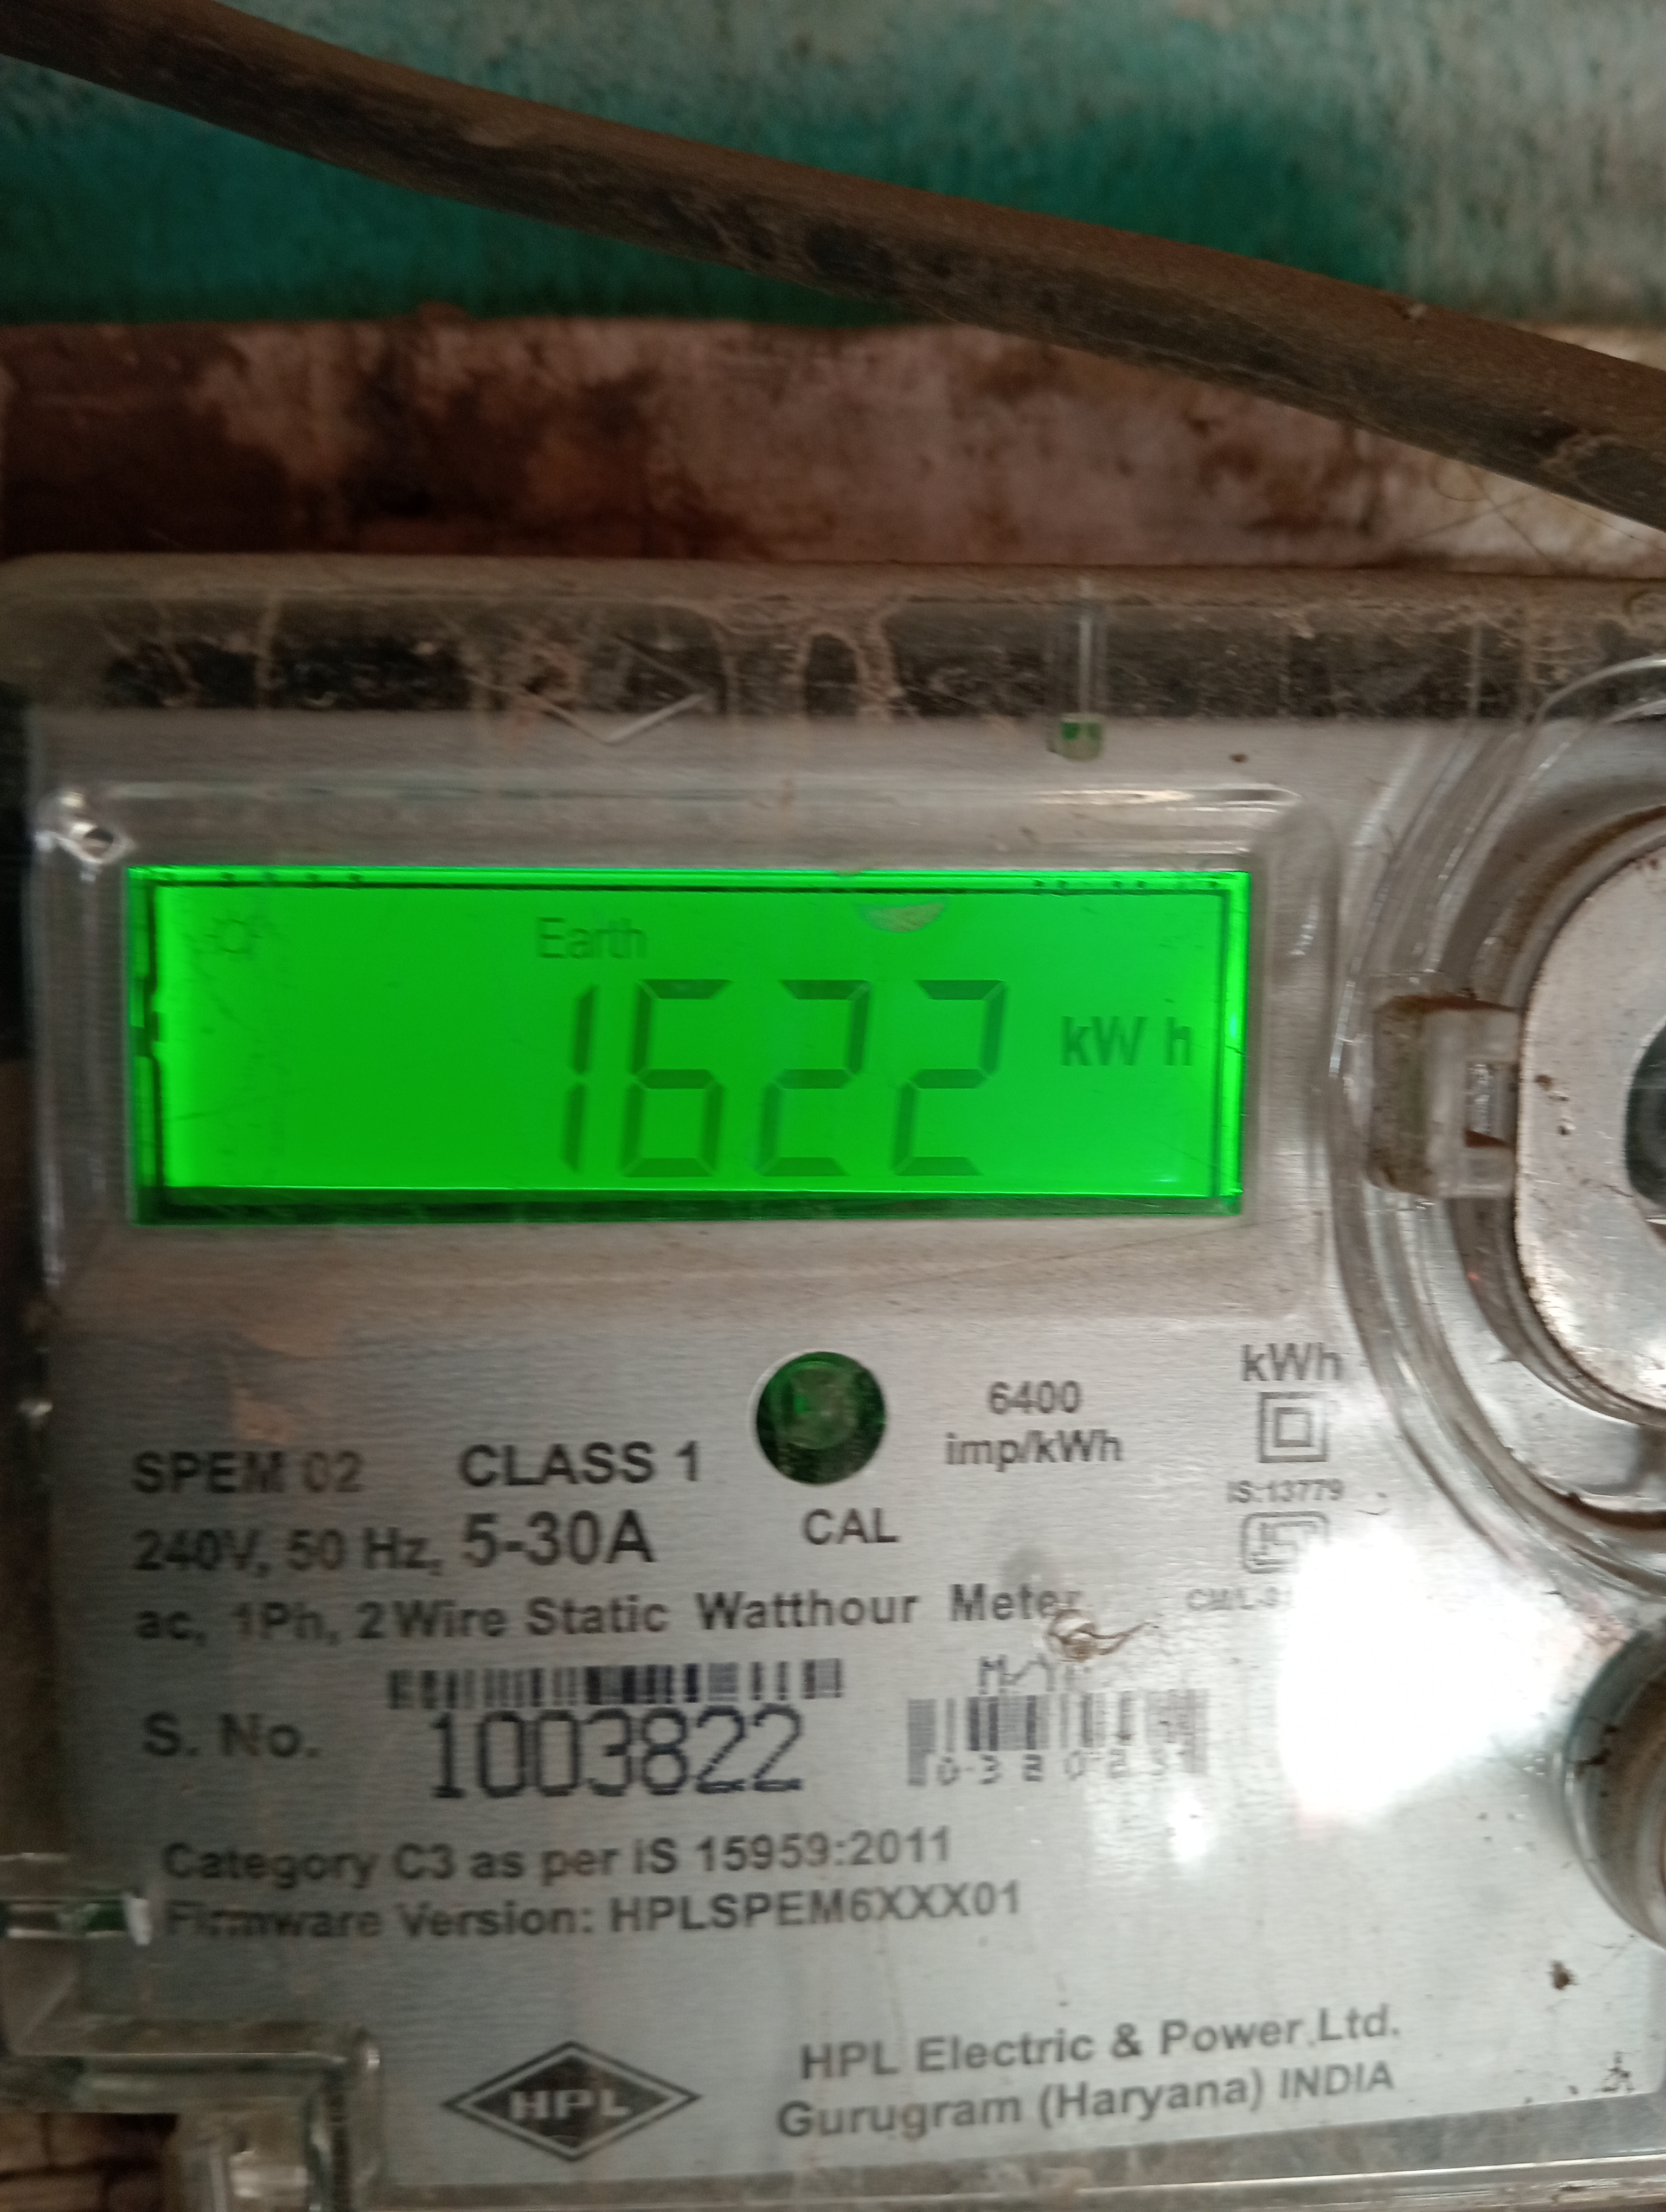 Earth
1622 kW h
6400
imp/kWh
kWh
SPEM 02 CLASS 1
IS:13779
240V, 50 Hz, 5-30A
CAL
ac, 1Ph, 2 Wire Static Watthour Meter
S. No. 1003822
Category C3 as per IS 15959:2011
Firmware Version: HPLSPEM6XXX01
HPL
HPL Electric & Power Ltd.
Gurugram (Haryana) INDIA